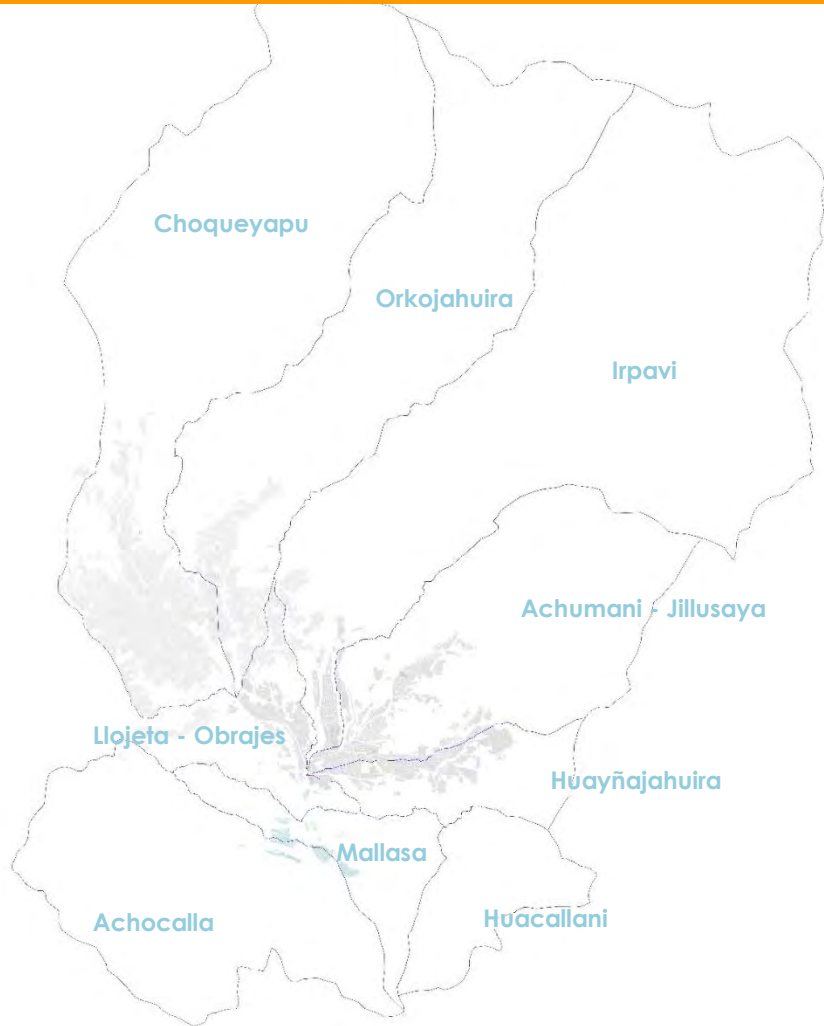 Choqueyapu
Orkojahuira
Irpavi
Achumani - Jillusaya
Llojeta - Obrajes
Huayñajahuira
Mallasa
Achocalla
Huacallani